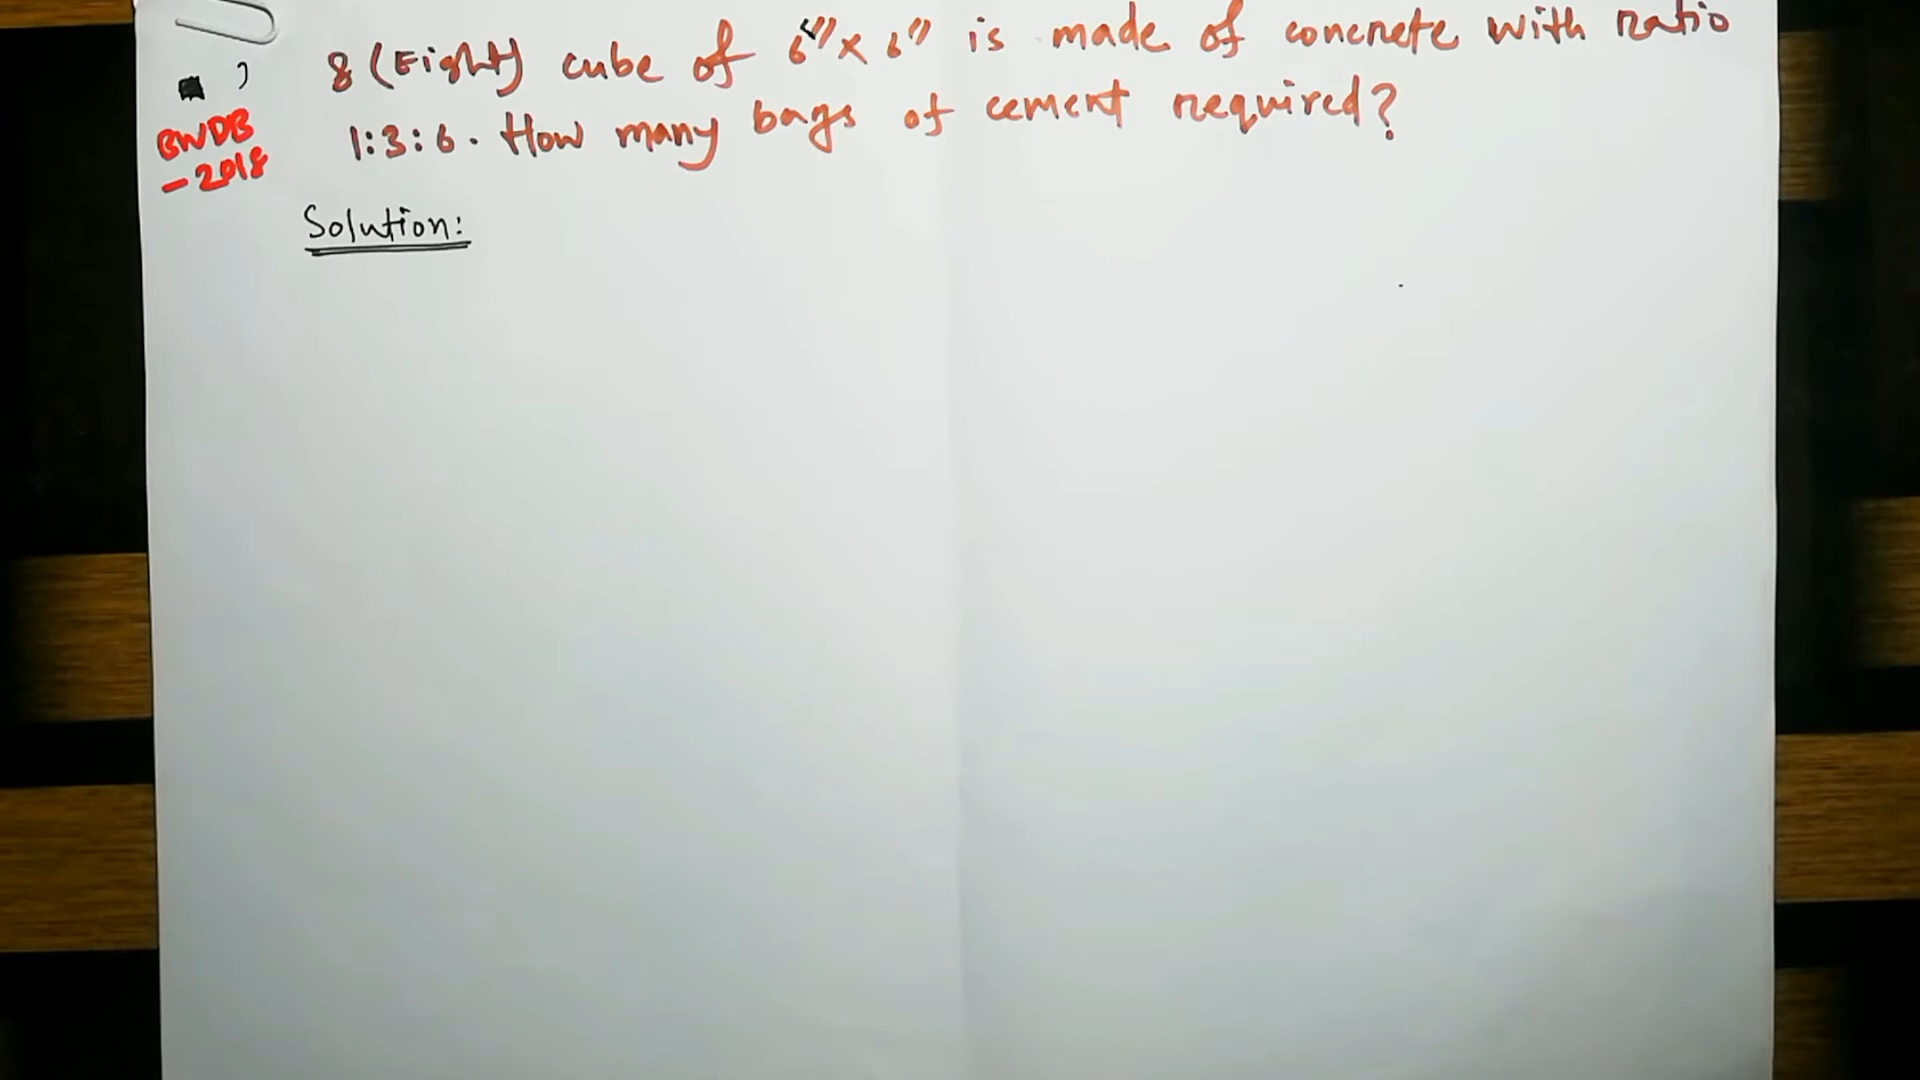 8 (Eight) cube of 6"x 6" is made of concrete with ratio
1:3:6. How many bags of cement required?
BWDB
-2018
Solution: